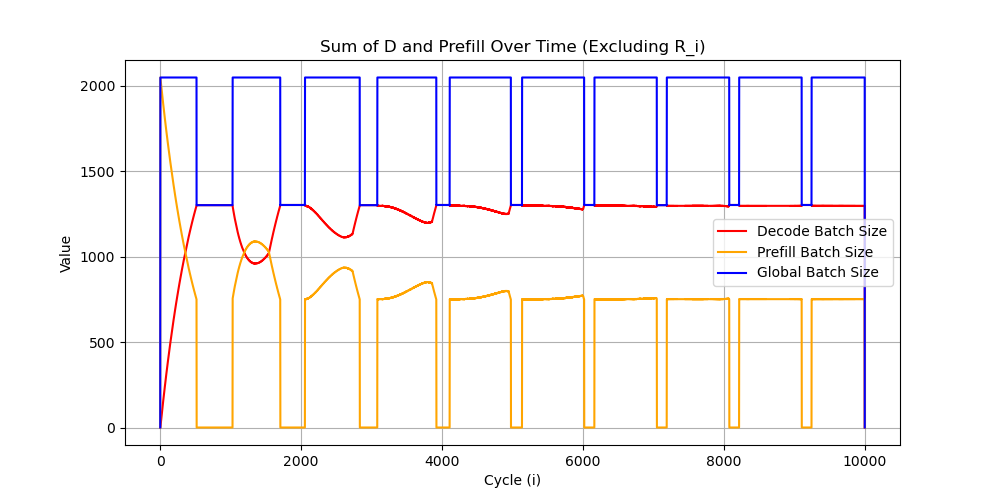 Sum of D and Prefill Over Time (Excluding R_i)
Value
2000
1500
1000
500
0
Decode Batch Size
Prefill Batch Size
Global Batch Size
0 2000 4000 6000 8000 10000
Cycle (i)